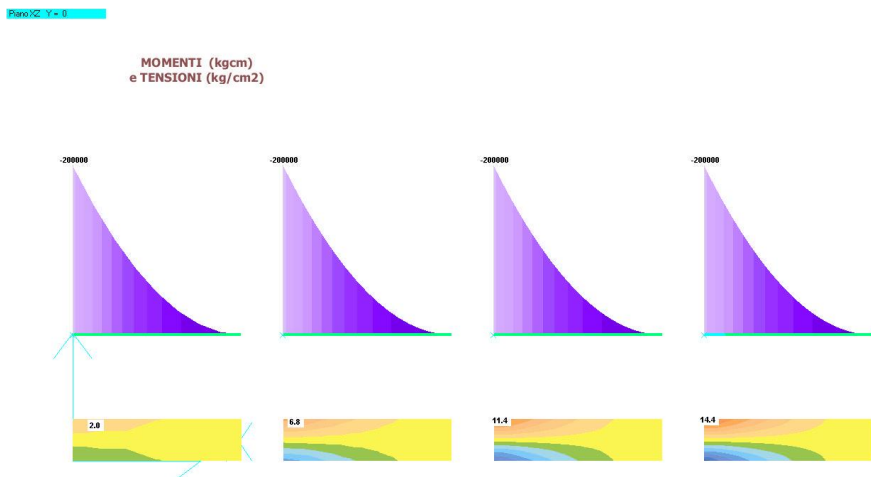 Piano XZ Y = 0
MOMENTI (kgcm)
e TENSIONI (kg/cm2)
-200000 -200000 -200000 -200000
2.0 6.8 11.4 14.4